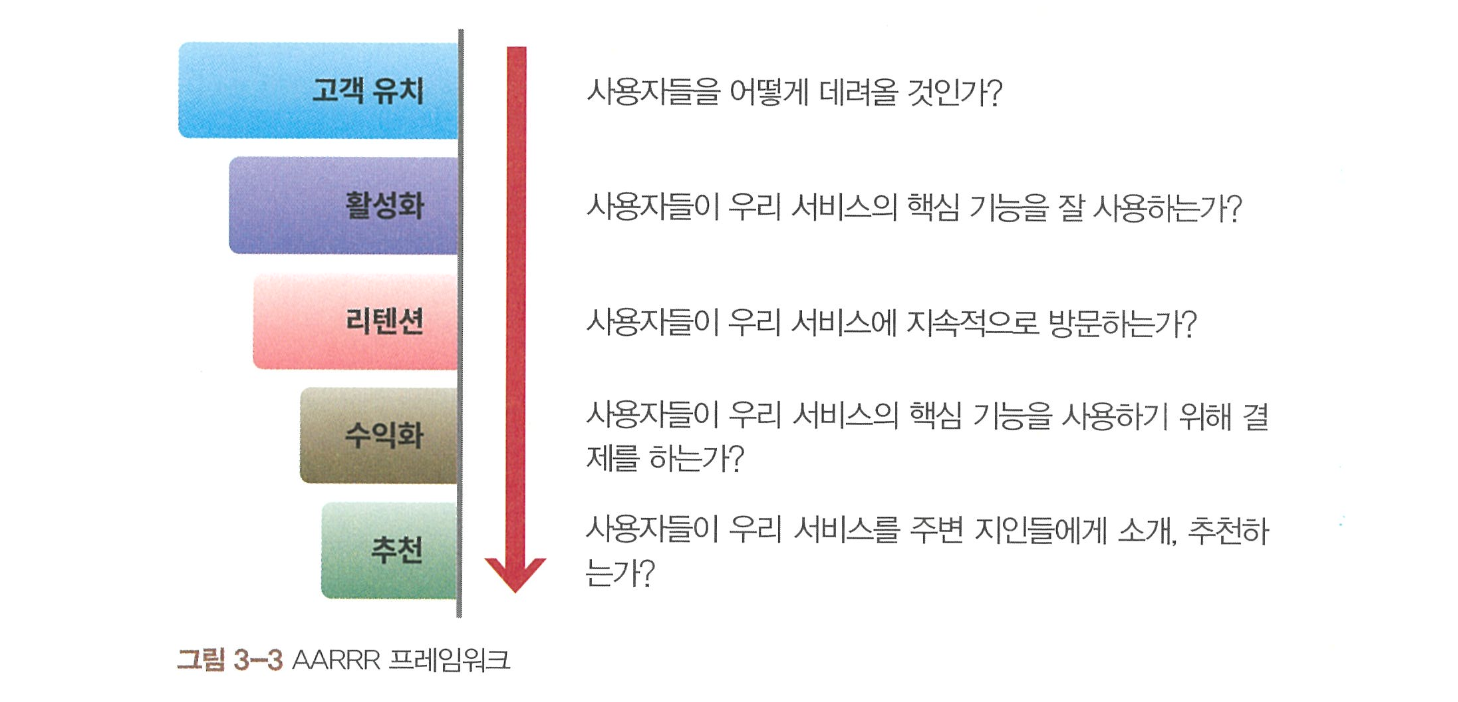 고객 유치
사용자들을 어떻게 데려올 것인가?
활성화
사용자들이 우리 서비스의 핵심 기능을 잘 사용하는가?
리텐션
사용자들이 우리 서비스에 지속적으로 방문하는가?
수익화
사용자들이 우리 서비스의 핵심 기능을 사용하기 위해 결
제를 하는가?
추천
사용자들이 우리 서비스를 주변 지인들에게 소개, 추천하
는가?
그림 3-3 AARRR 프레임워크